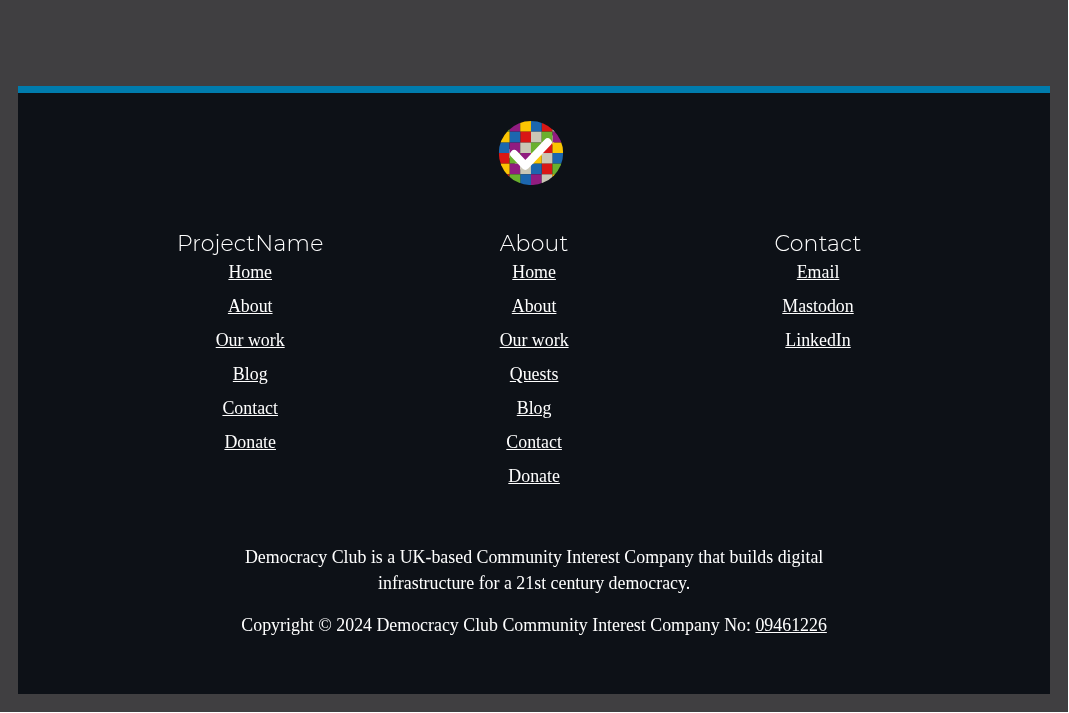 ProjectName
Home
About
Our work
Blog
Contact
Donate
About
Home
About
Our work
Quests
Blog
Contact
Donate
Contact
Email
Mastodon
LinkedIn
Democracy Club is a UK-based Community Interest Company that builds digital
infrastructure for a 21st century democracy.
Copyright © 2024 Democracy Club Community Interest Company No: 09461226